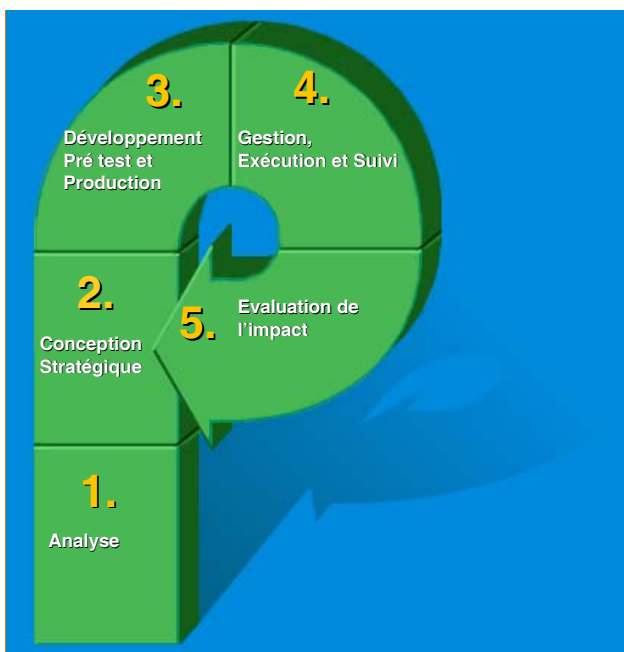 3.
Développement
Pré test et
Production
4.
Gestion,
Exécution et Suivi
2.
Conception
Stratégique
5.
Evaluation de
l'impact
1.
Analyse